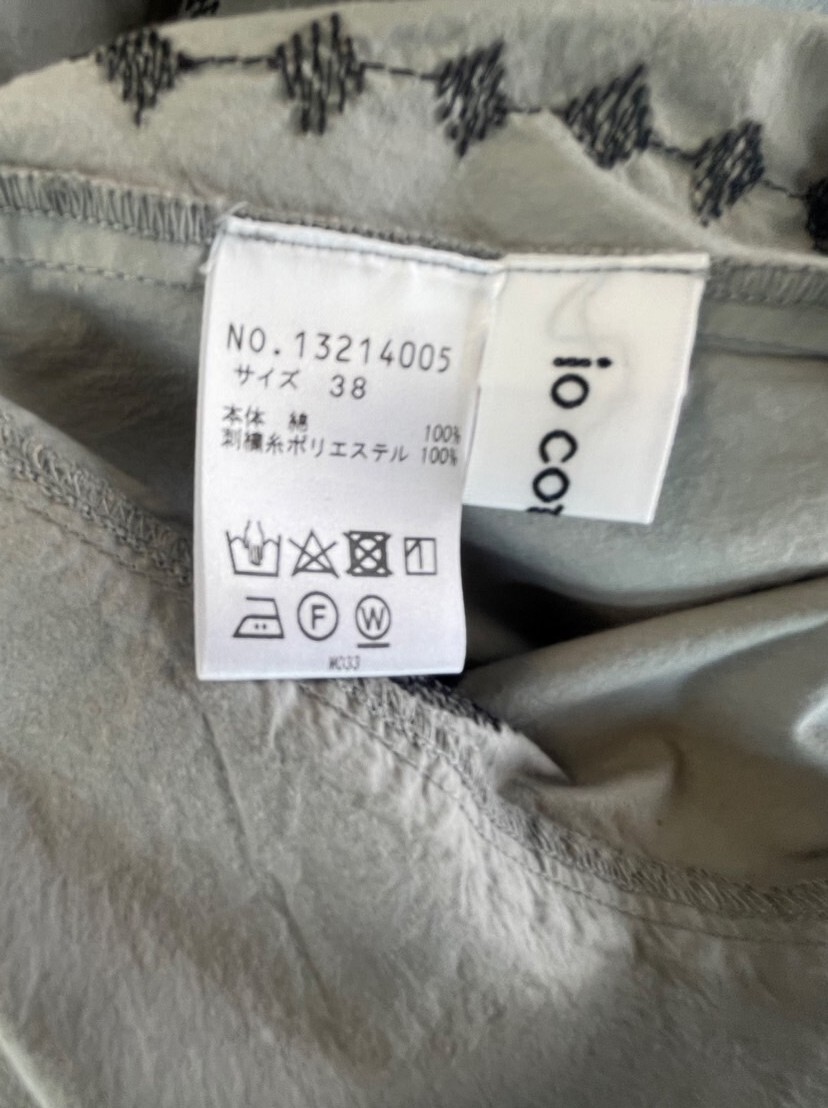 NO.13214005
サイズ 38
本体 綿 100%
刺繍糸ポリエステル 100%
F
W
W033
io